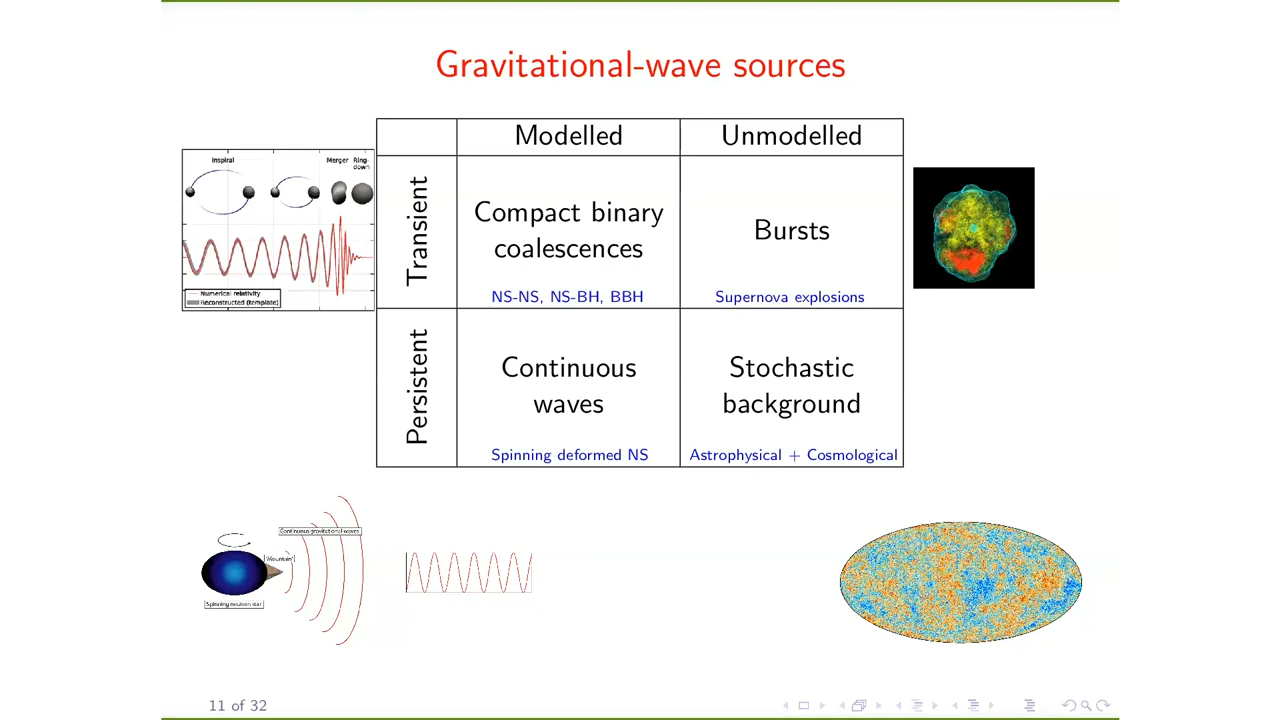 Gravitational-wave sources
Modelled
Unmodelled
Inspiral
Merger
Ring-
down
Numerical relativity
Reconstructed (template)
Transient
Compact binary
coalescences
NS-NS, NS-BH, BBH
Bursts
Supernova explosions
Persistent
Continuous
waves
Spinning deformed NS
Stochastic
background
Astrophysical + Cosmological
Continuous gravitational waves
'Mountain'
Spinning neutron star
11 of 32